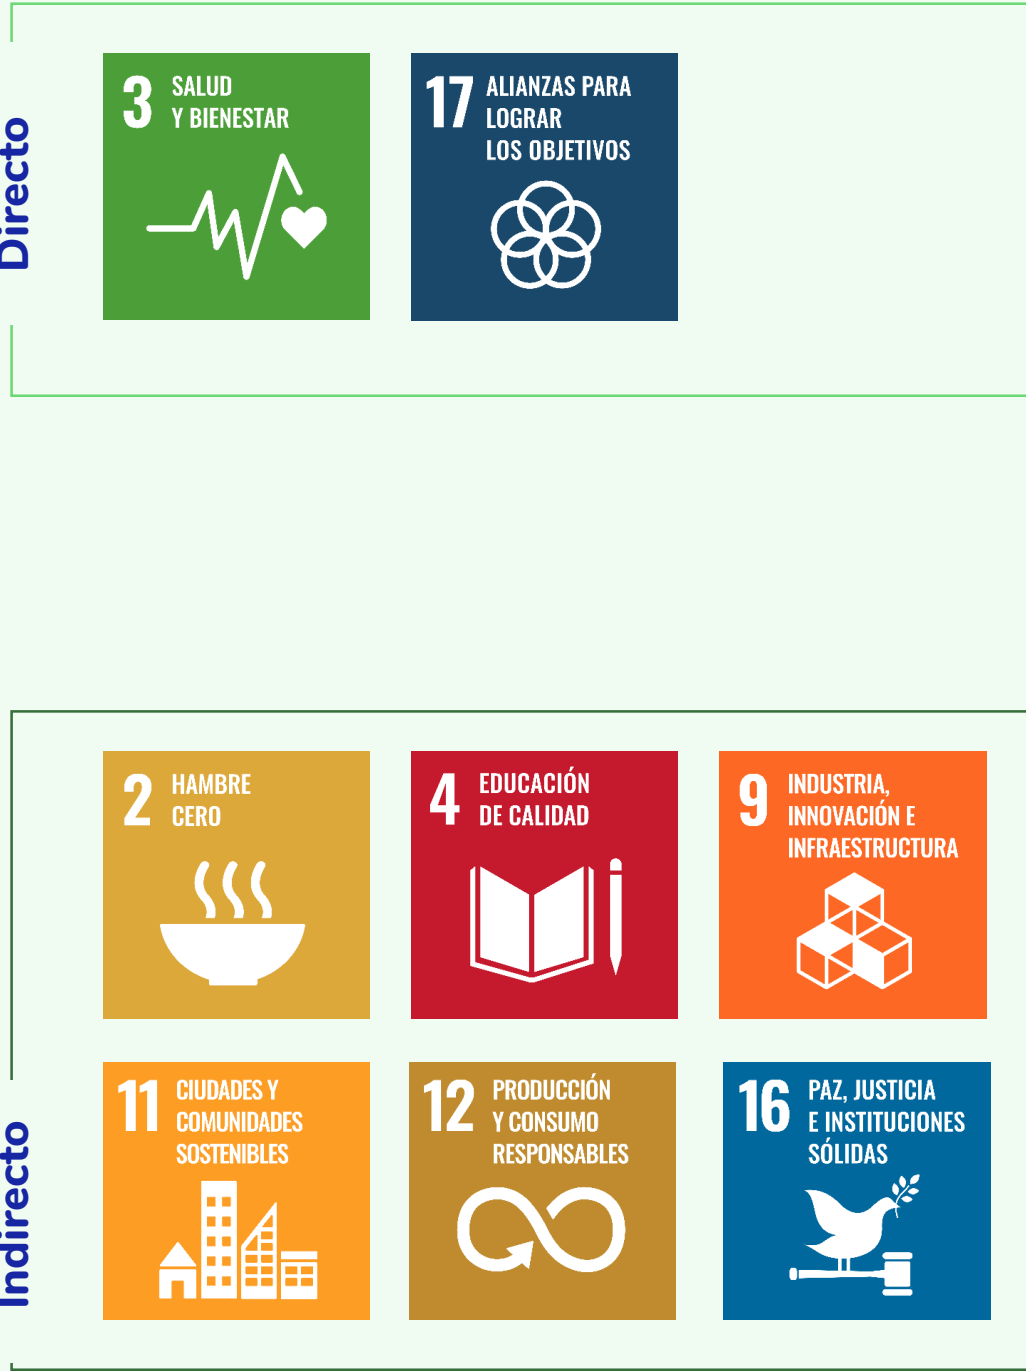 Directo
3 SALUD
Y BIENESTAR
17 ALIANZAS PARA
LOGRAR
LOS OBJETIVOS
Indirecto
2 HAMBRE
CERO
4 EDUCACIÓN
DE CALIDAD
9 INDUSTRIA,
INNOVACIÓN E
INFRAESTRUCTURA
11 CIUDADES Y
COMUNIDADES
SOSTENIBLES
12 PRODUCCIÓN
Y CONSUMO
RESPONSABLES
16 PAZ, JUSTICIA
E INSTITUCIONES
SÓLIDAS